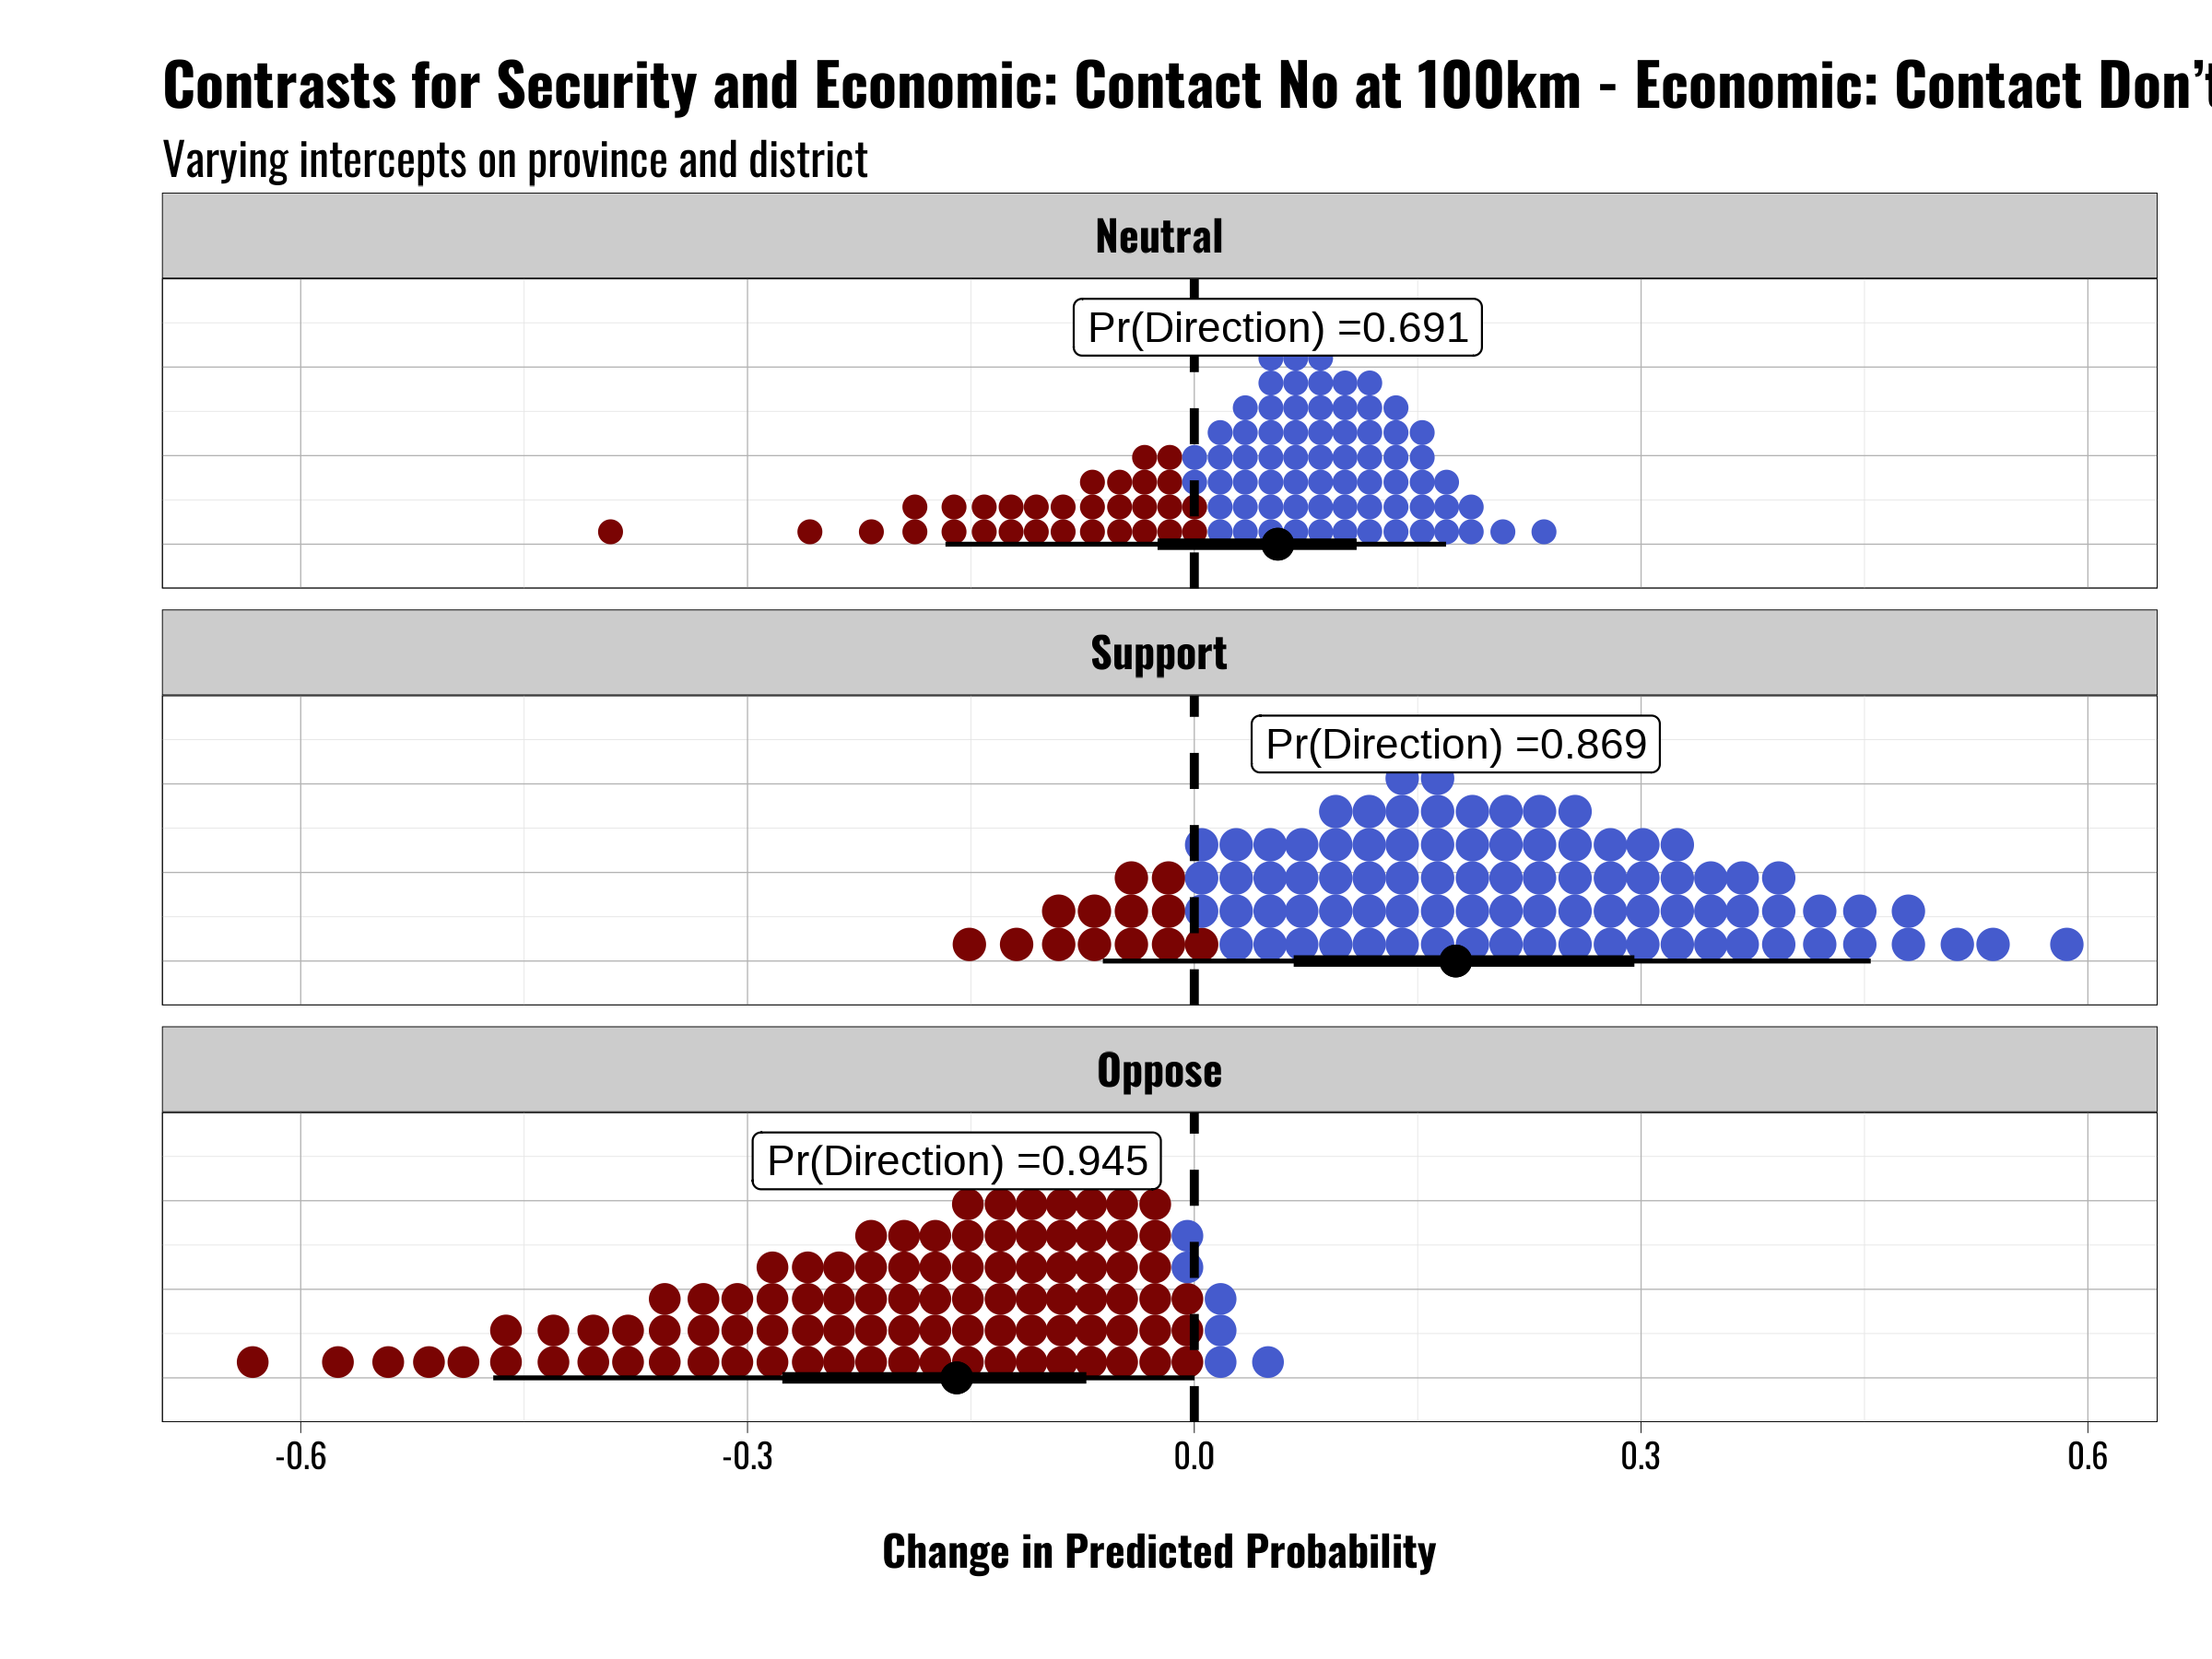 Contrasts for Security and Economic: Contact No at 100km - Economic: Contact Don’
Varying intercepts on province and district
Neutral
Pr(Direction) =0.691
Support
Pr(Direction) =0.869
Oppose
Pr(Direction) =0.945
-0.6 -0.3 0.0 0.3 0.6
Change in Predicted Probability